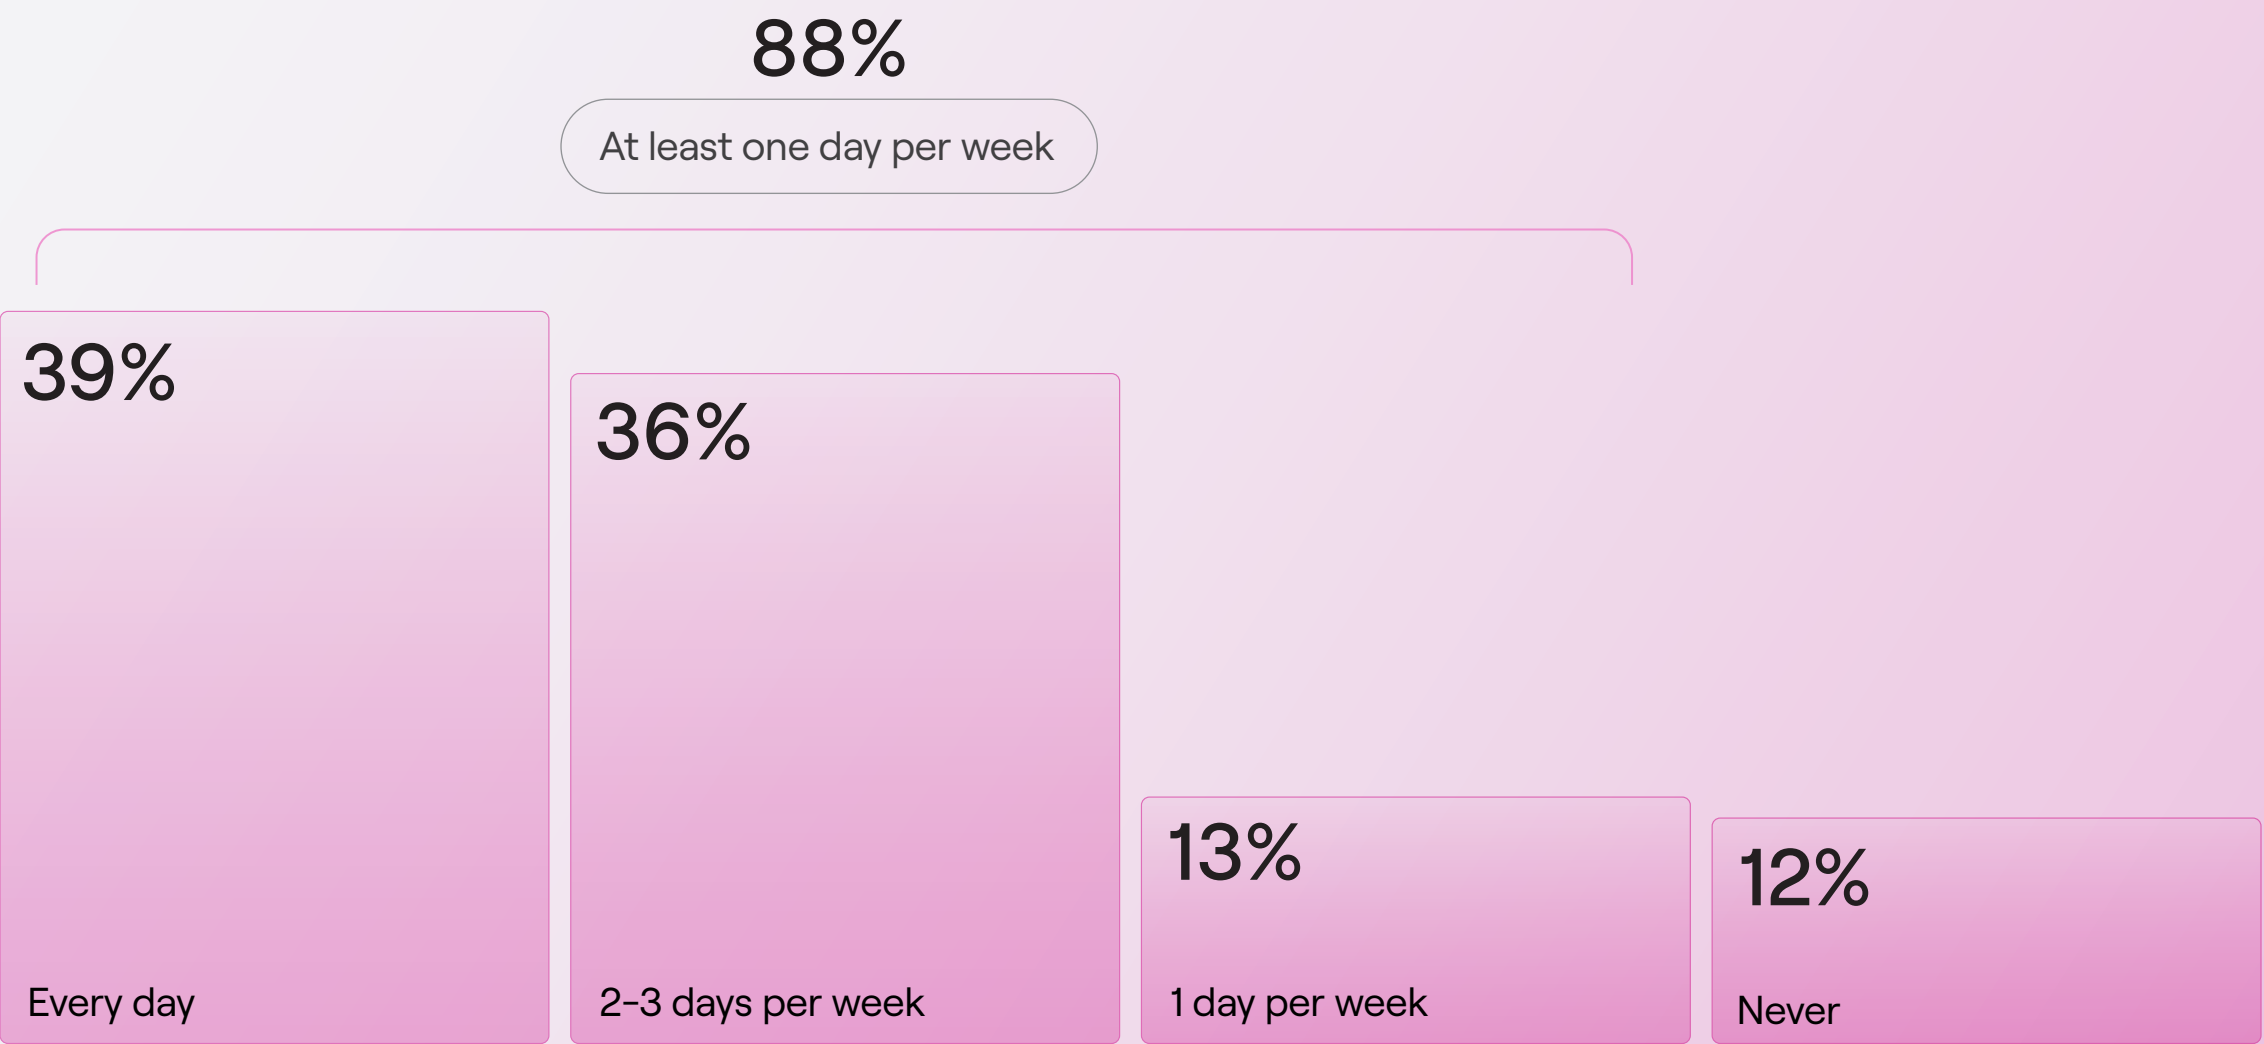 88%
At least one day per week
39%
Every day
36%
2-3 days per week
13%
1 day per week
12%
Never